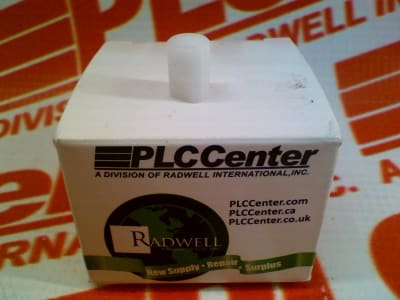 PLCCenter
A DIVISION OF RADWELL INTERNATIONAL, INC.
PLCCenter.com
PLCCenter.ca
PLCCenter.co.uk
RADWELL
New Supply • Repair • Surplus